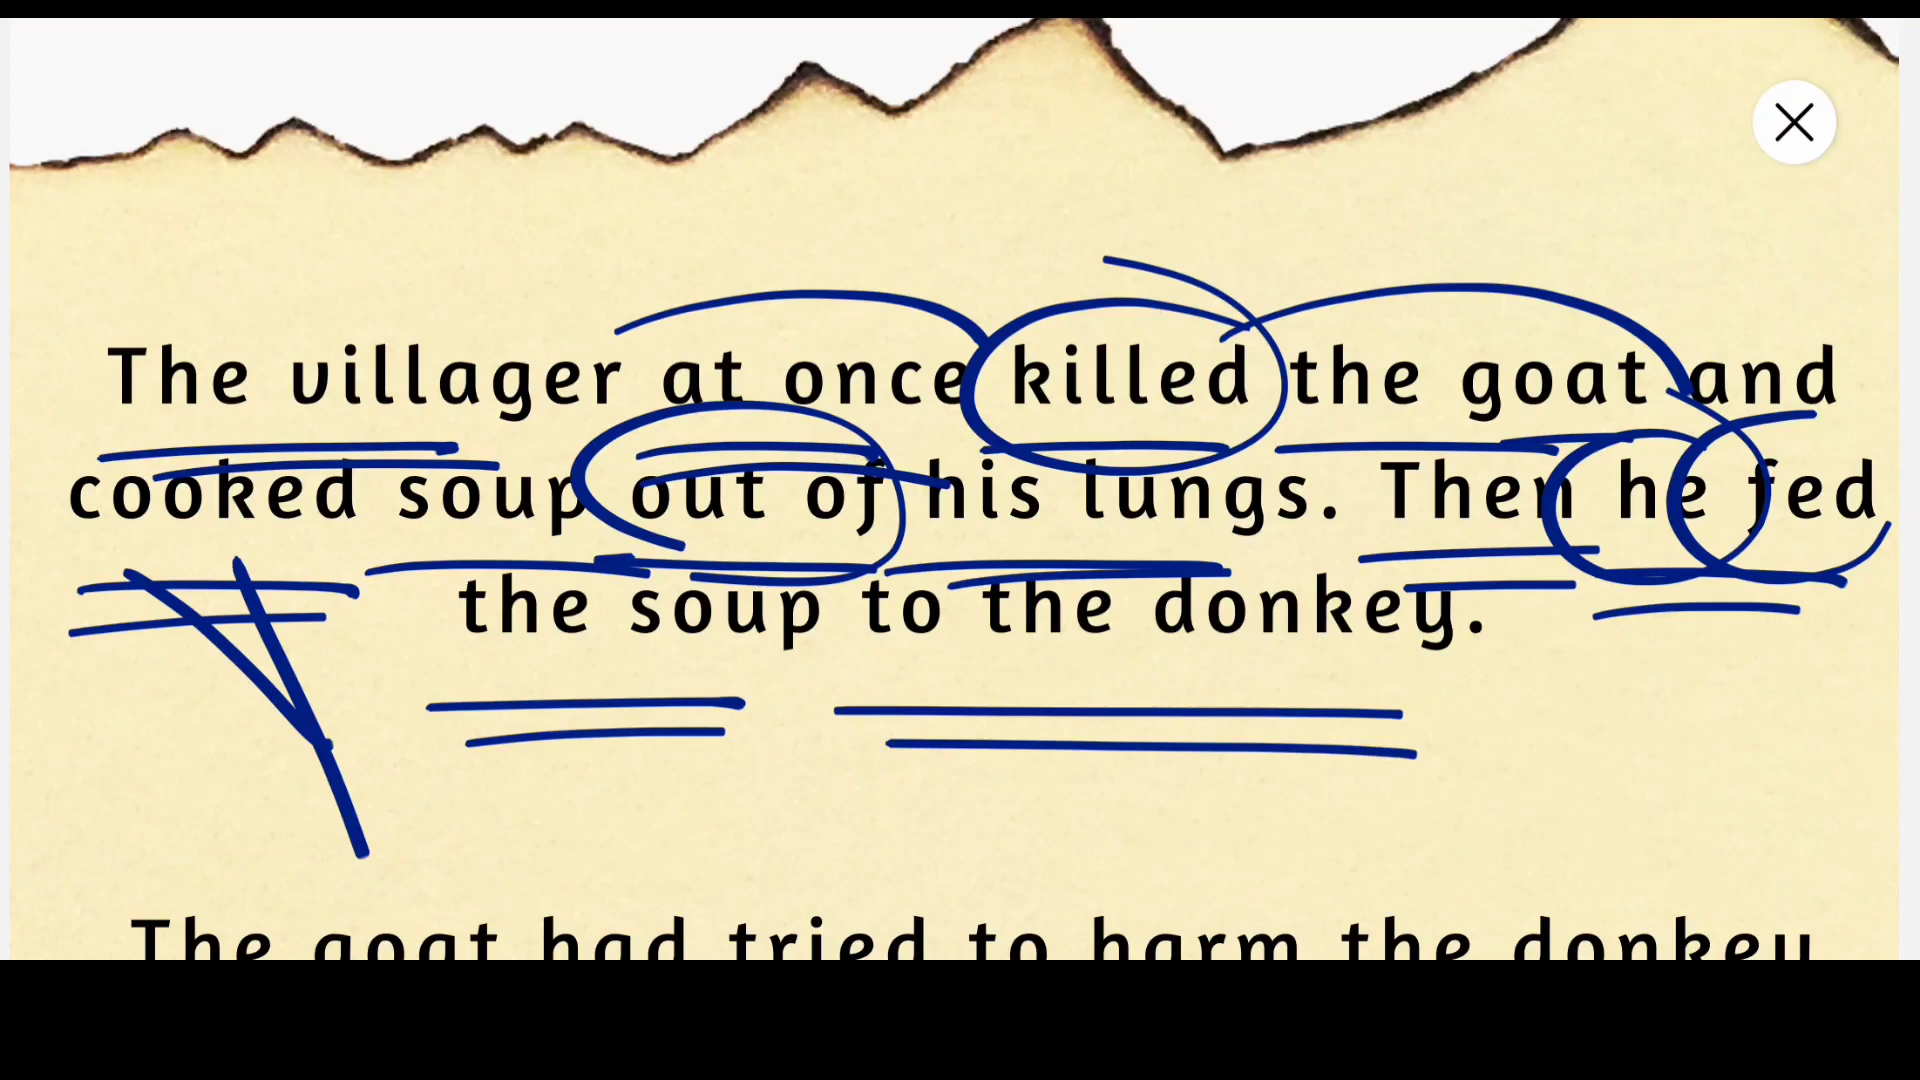 The villager at once killed the goat and
cooked soup out of his lungs. Then he fed
the soup to the donkey.
The goat had tried to harm the donkey